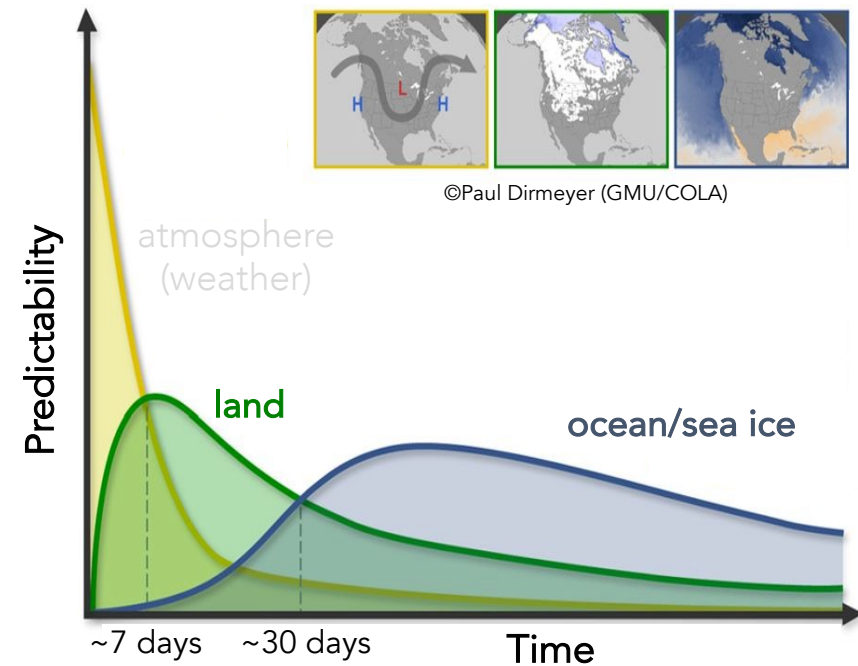 L
H
H
©Paul Dirmeyer (GMU/COLA)
atmosphere
(weather)
Predictability
land
ocean/sea ice
~7 days
~30 days
Time